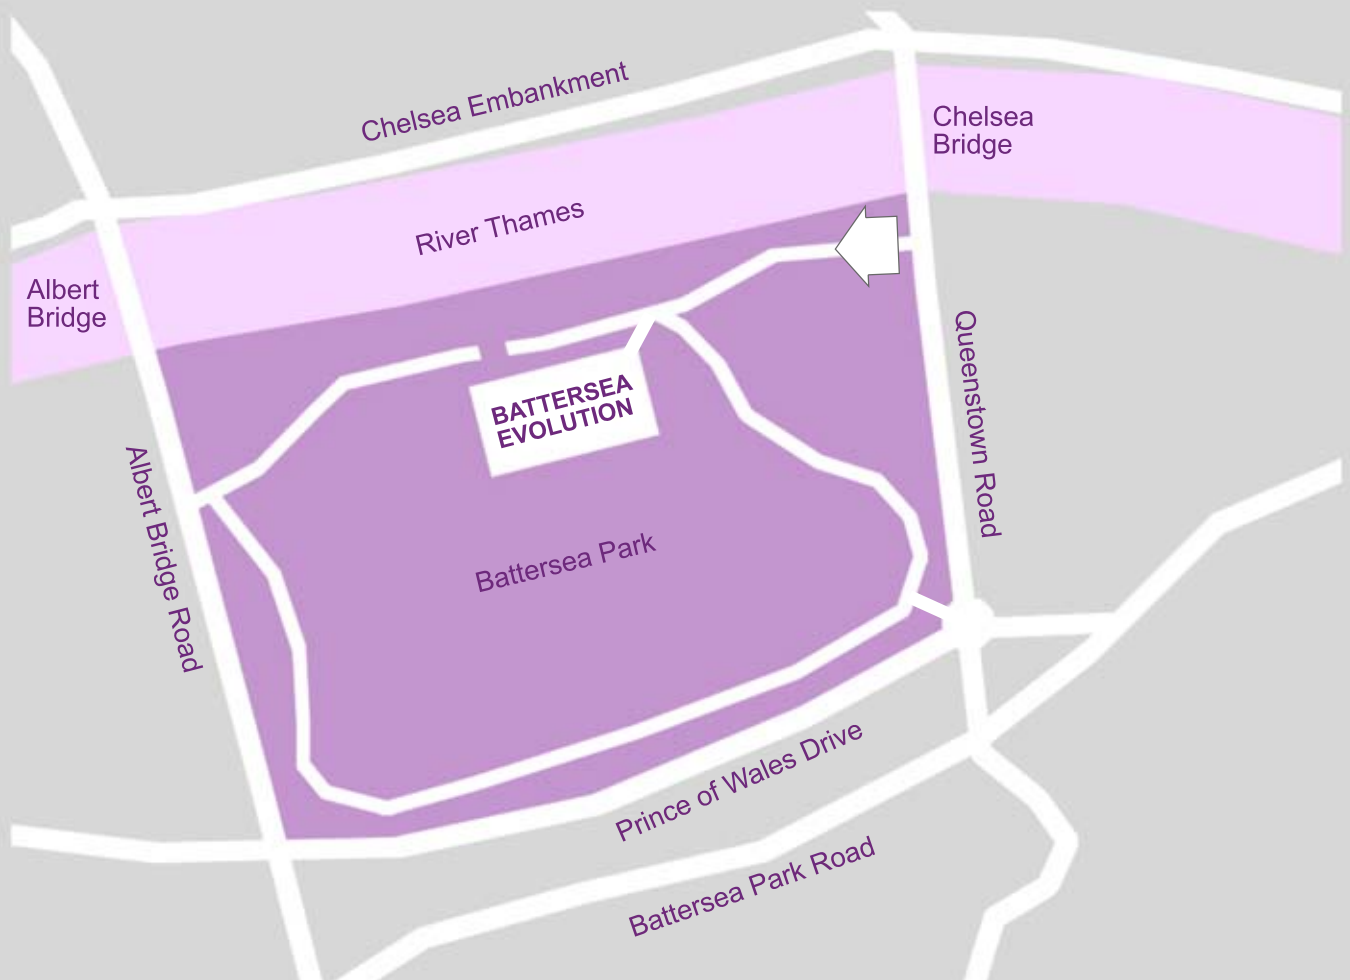 Chelsea Embankment
Chelsea
Bridge
River Thames
Albert
Bridge
Queenstown Road
BATTERSEA
EVOLUTION
Albert Bridge Road
Battersea Park
Prince of Wales Drive
Battersea Park Road